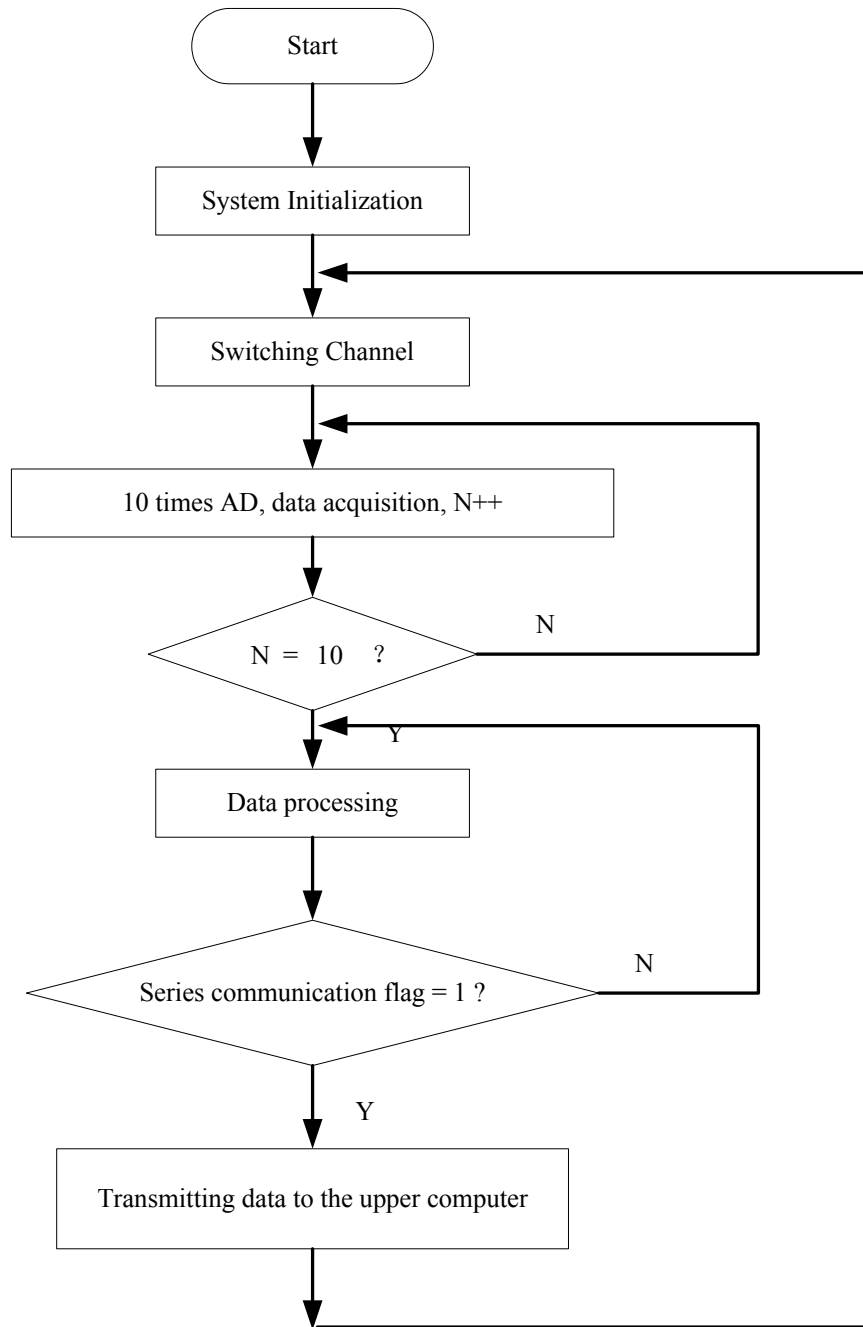 Start
System Initialization
Switching Channel
10 times AD, data acquisition, N++
N = 10 ?
N
Y
Data processing
Series communication flag = 1 ?
N
Y
Transmitting data to the upper computer